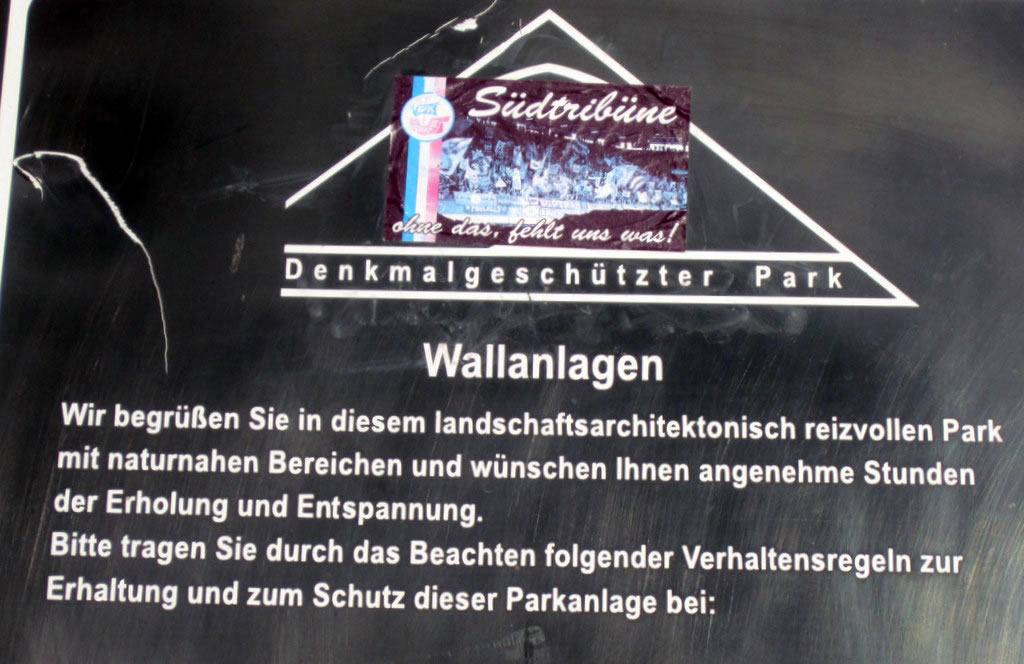 Südtribüne
ohne das, fehlt uns was!
Denkmalgeschützter Park
Wallanlagen
Wir begrüßen Sie in diesem landschaftsarchitektonisch reizvollen Park
mit naturnahen Bereichen und wünschen Ihnen angenehme Stunden
der Erholung und Entspannung.
Bitte tragen Sie durch das Beachten folgender Verhaltensregeln zur
Erhaltung und zum Schutz dieser Parkanlage bei: